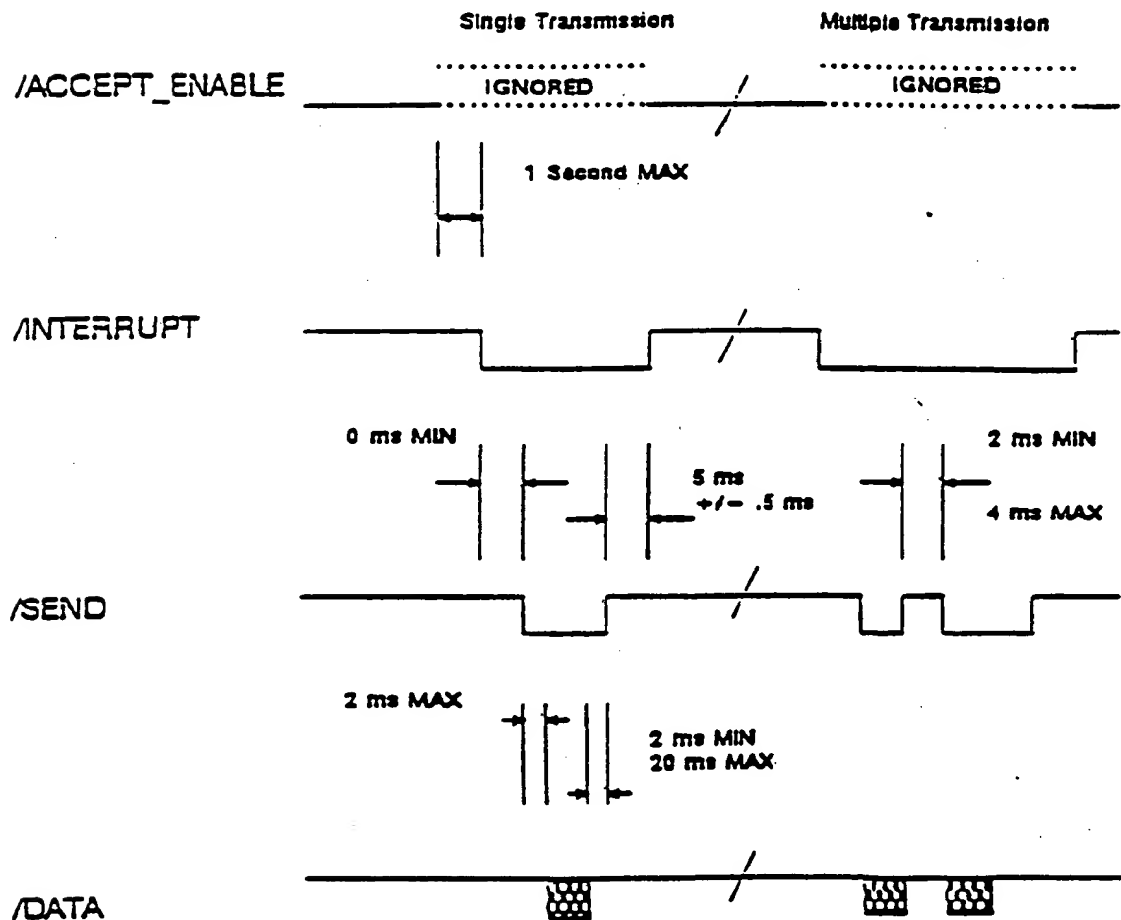 Single Transmission Multiple Transmission
/ACCEPT_ENABLE IGNORED IGNORED
1 Second MAX
/INTERRUPT
0 ms MIN 2 ms MIN
5 ms
+/- .5 ms
4 ms MAX
/SEND
2 ms MAX
2 ms MIN
20 ms MAX
/DATA